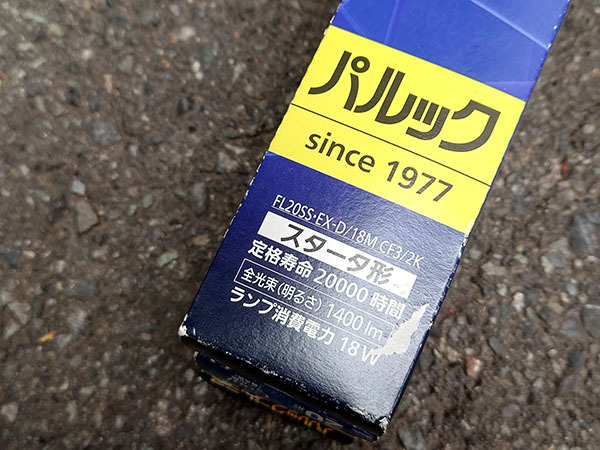 パルック
since 1977
FL20SS・EX-D/18M CF3/2K
スタータ形
定格寿命 20000 時間
全光束(明るさ) 1400 lm
ランプ消費電力 18 W